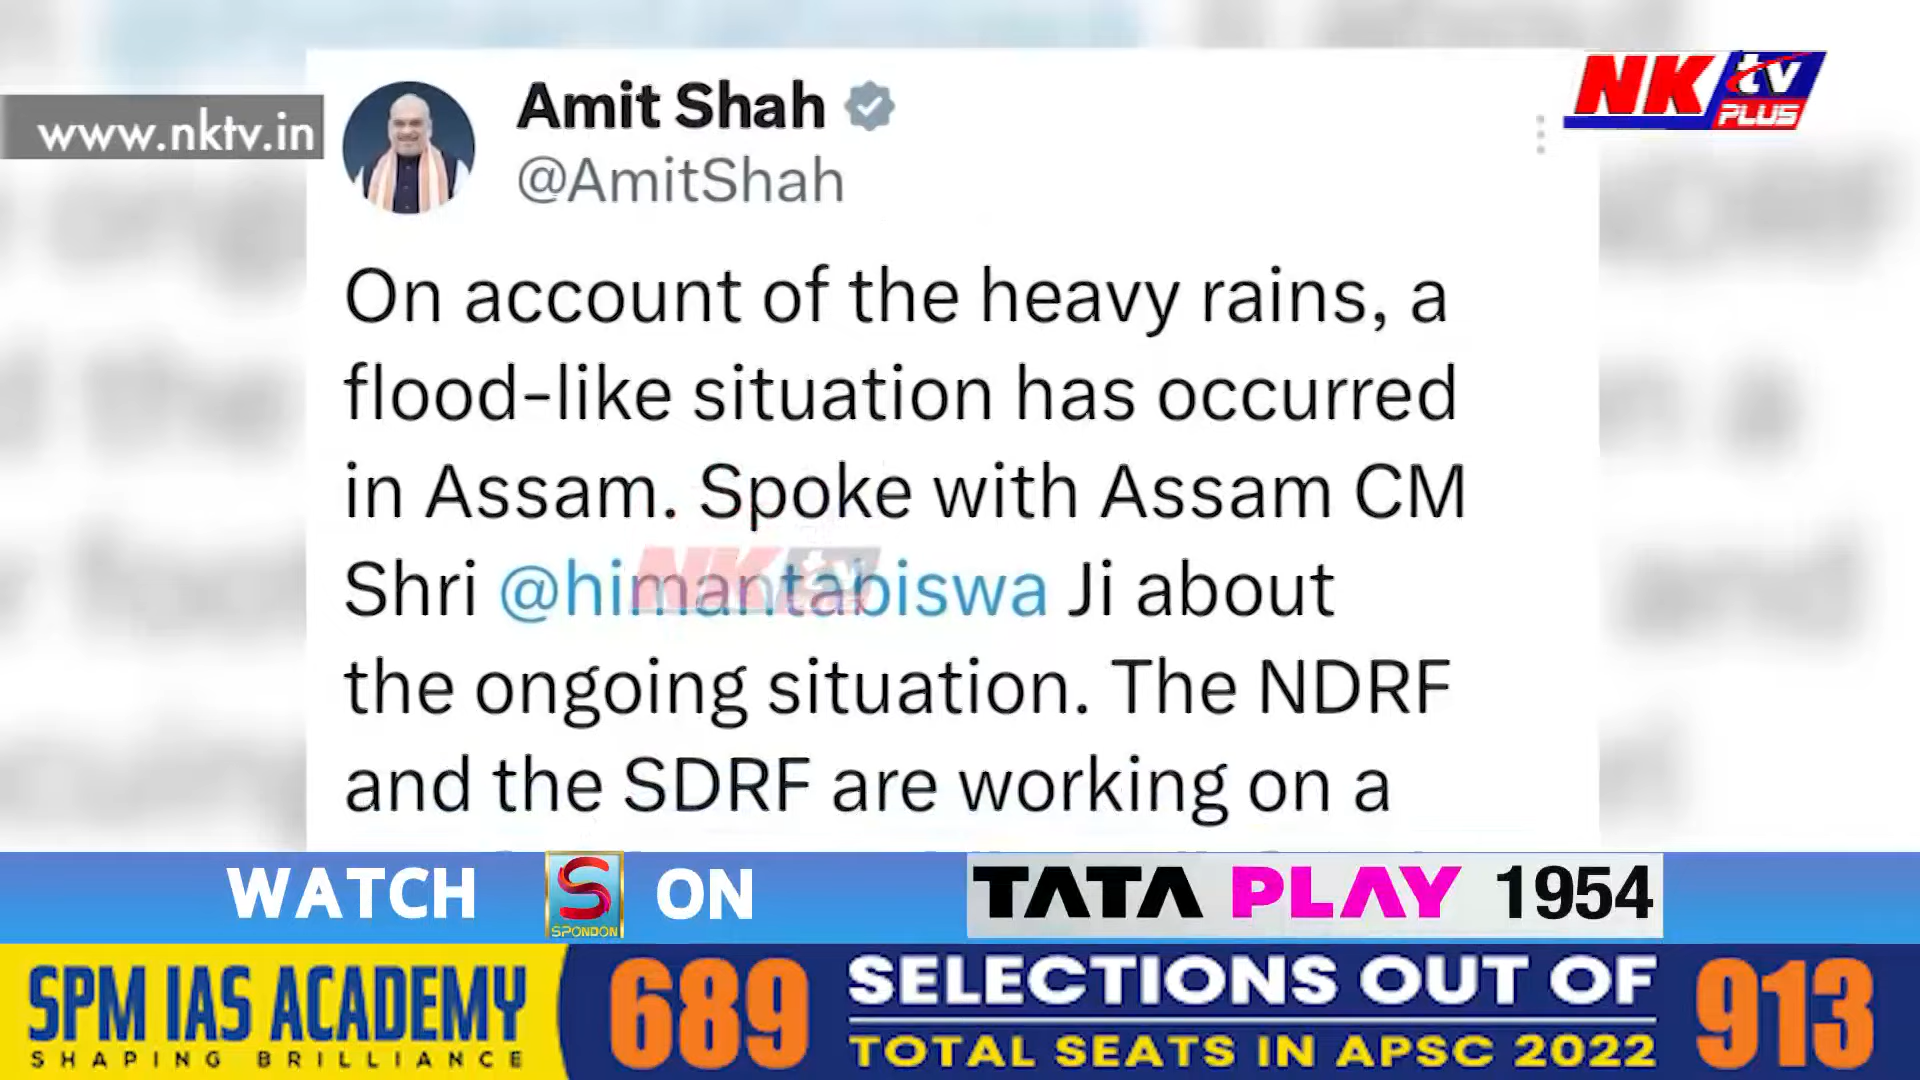 www.nktv.in
NK tv PLUS
Amit Shah
@AmitShah
On account of the heavy rains, a
flood-like situation has occurred
in Assam. Spoke with Assam CM
Shri @himantabiswa Ji about
the ongoing situation. The NDRF
and the SDRF are working on a
NK tv
WATCH S SPONDON ON TATA PLAY 1954
SPM IAS ACADEMY
SHAPING BRILLIANCE
689 SELECTIONS OUT OF 913
TOTAL SEATS IN APSC 2022